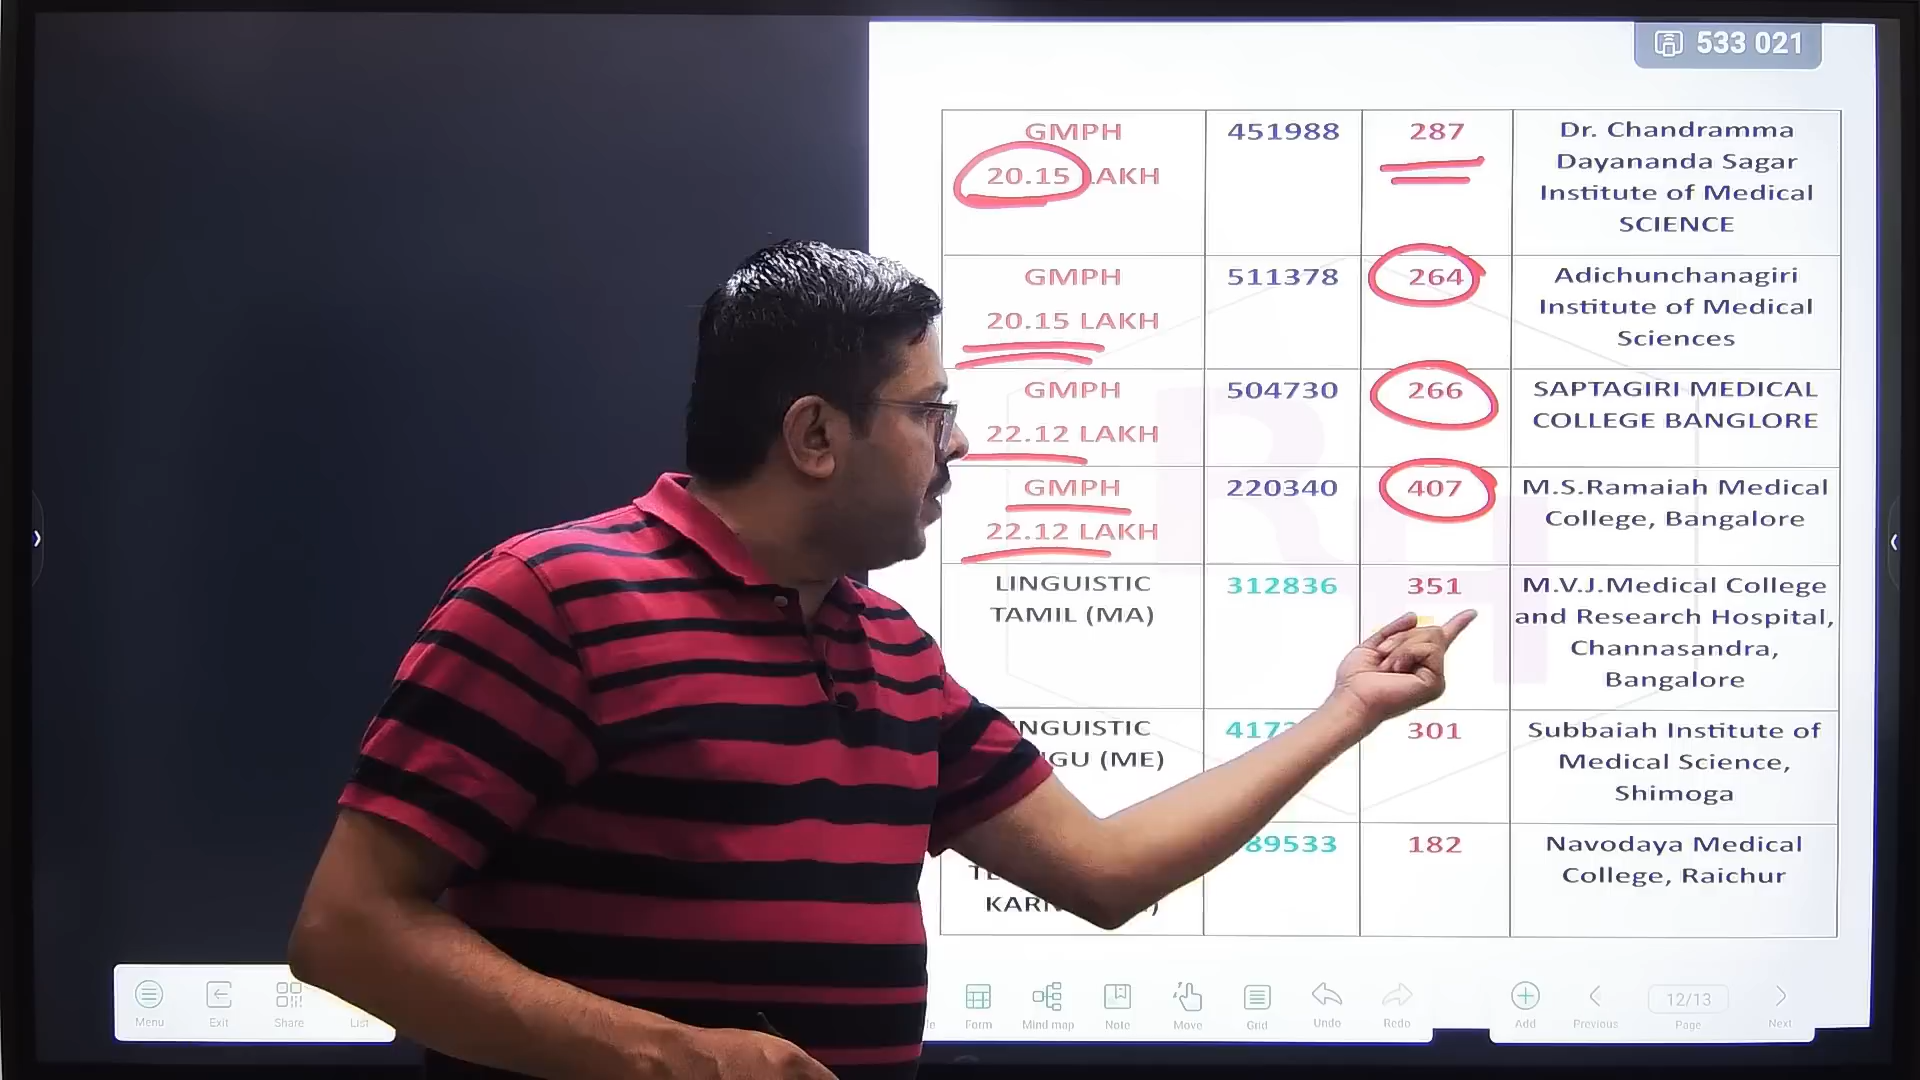 533 021
GMPH
20.15 LAKH
451988
287
Dr. Chandramma
Dayananda Sagar
Institute of Medical
SCIENCE
GMPH
20.15 LAKH
511378
264
Adichunchanagiri
Institute of Medical
Sciences
GMPH
22.12 LAKH
504730
266
SAPTAGIRI MEDICAL
COLLEGE BANGLORE
GMPH
22.12 LAKH
220340
407
M.S.Ramaiah Medical
College, Bangalore
LINGUISTIC
TAMIL (MA)
312836
351
M.V.J.Medical College
and Research Hospital,
Channasandra,
Bangalore
NGUISTIC
GU (ME)
417
301
Subbaiah Institute of
Medical Science,
Shimoga
KAR
89533
182
Navodaya Medical
College, Raichur
Menu
Exit
Share
List
Form
Mind map
Note
Move
Grid
Undo
Redo
Add
Previous
12/13
Page
Next